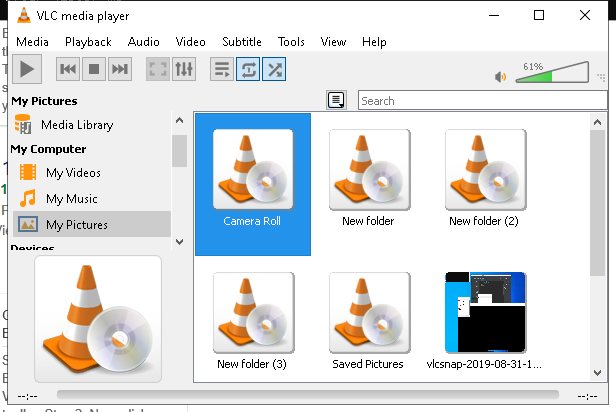 VLC media player
Media Playback Audio Video Subtitle Tools View Help
61%
My Pictures
Search
Media Library
My Computer
My Videos
My Music
My Pictures
Devices
Camera Roll
New folder
New folder (2)
New folder (3)
Saved Pictures
vlcsnap-2019-08-31-1...
--:--
--:--